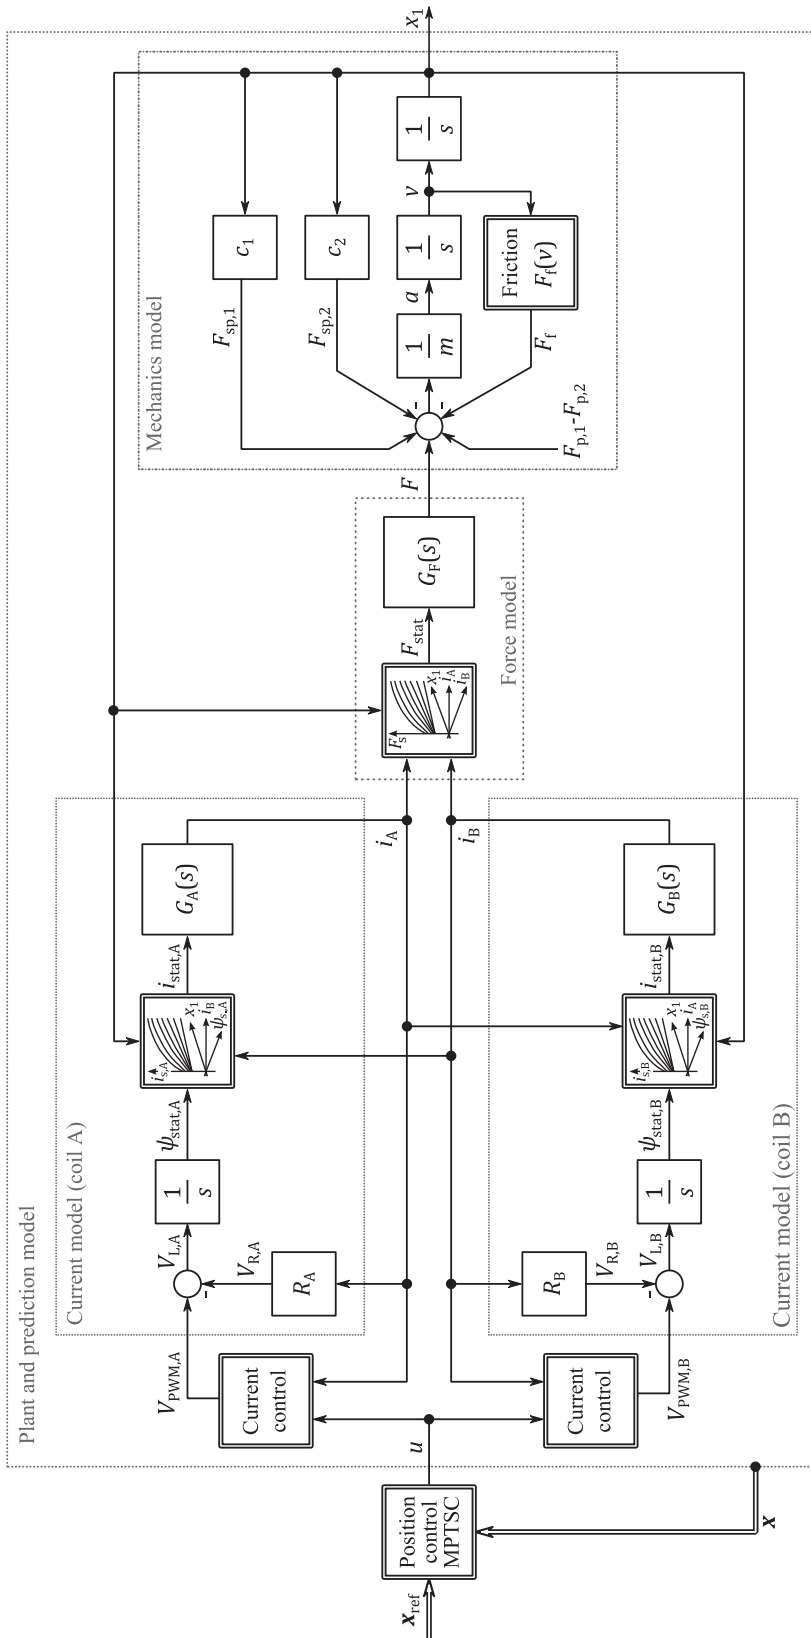 Plant and prediction model
x_ref
Position
control
MPTSC
x
u
Current
control
Current
control
V_PWM,A
V_PWM,B
Current model (coil A)
V_L,A
V_R,A
R_A
1
s
ψ_stat,A
i_s,A
x_1
i_B
ψ_s,A
i_stat,A
G_A(s)
i_A
Current model (coil B)
V_L,B
V_R,B
R_B
1
s
ψ_stat,B
i_s,B
x_1
i_A
ψ_s,B
i_stat,B
G_B(s)
i_B
Force model
F_s
x_1
i_A
i_B
F_stat
G_F(s)
F
Mechanics model
F_sp,1
c_1
F_sp,2
c_2
-
-
-
-
1
m
a
1
s
v
1
s
x_1
Friction
F_f(v)
F_f
F_p,1-F_p,2